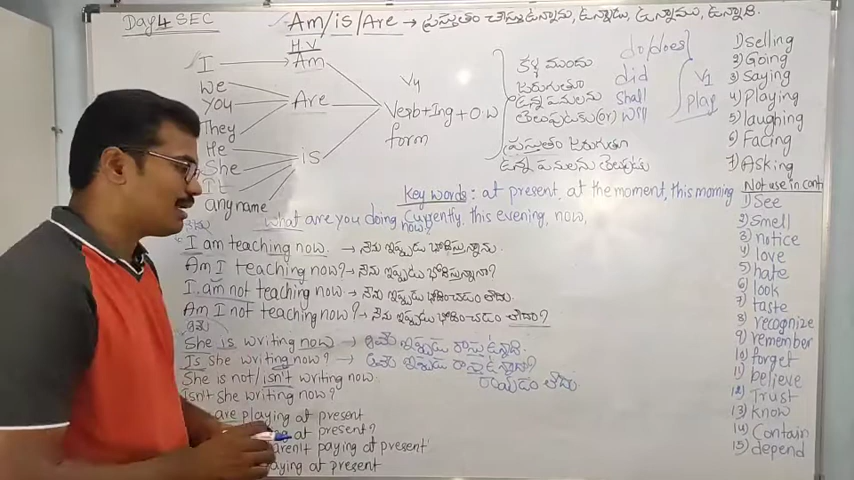 Day 4 SEC
Am/is/Are → ప్రస్తుతం చేస్తూ ఉన్నాను, ఉన్నాడు, ఉన్నాము, ఉన్నాది.
H V
I
We
You
They
He
She
It
any name
Am
Are
is
V4
Verb+Ing+O.W
form
కళ్ళ ముందు
జరుగుతూ
ఉన్న పనులను
తెలుపుటకు (or)
ప్రస్తుతం జరుగుతూ
ఉన్న పనులను తెలుపుడు
do/does
did
shall
will
V1
play
Key words: at present, at the moment, this morning
Currently, this evening, now,
what are you doing now?
I am teaching now. → నేను ఇప్పుడు భోదిస్తున్నాను.
Am I teaching now? → నేను ఇప్పుడు భోదిస్తున్నానా?
I am not teaching now. → నేను ఇప్పుడు భోదించడం లేదు.
Am I not teaching now? → నేను ఇప్పుడు భోదించడం లేదా?
She is writing now → ఆమె ఇప్పుడు రాస్తు ఉన్నాది.
Is she writing now? → ఆమె ఇప్పుడు రాస్తు ఉన్నాదా?
She is not/isn't writing now. రాయడం లేదు
Isn't she writing now?
are playing at present
at present?
aren't paying at present
playing at present
1) Selling
2) Going
3) Saying
4) Playing
5) laughing
6) Facing
7) Asking
Not use in cont
1) See
2) Smell
3) notice
4) love
5) hate
6) look
7) taste
8) recognize
9) remember
10) forget
11) believe
12) Trust
13) Know
14) Contain
15) depend